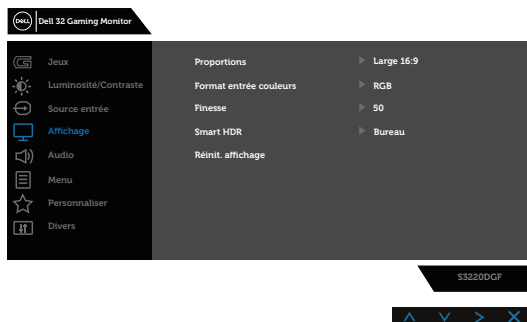 DELL Dell 32 Gaming Monitor
Jeux
Luminosité/Contraste
Source entrée
Affichage
Audio
Menu
Personnaliser
Divers
Proportions Large 16:9
Format entrée couleurs RGB
Finesse 50
Smart HDR Bureau
Réinit. affichage
S3220DGF